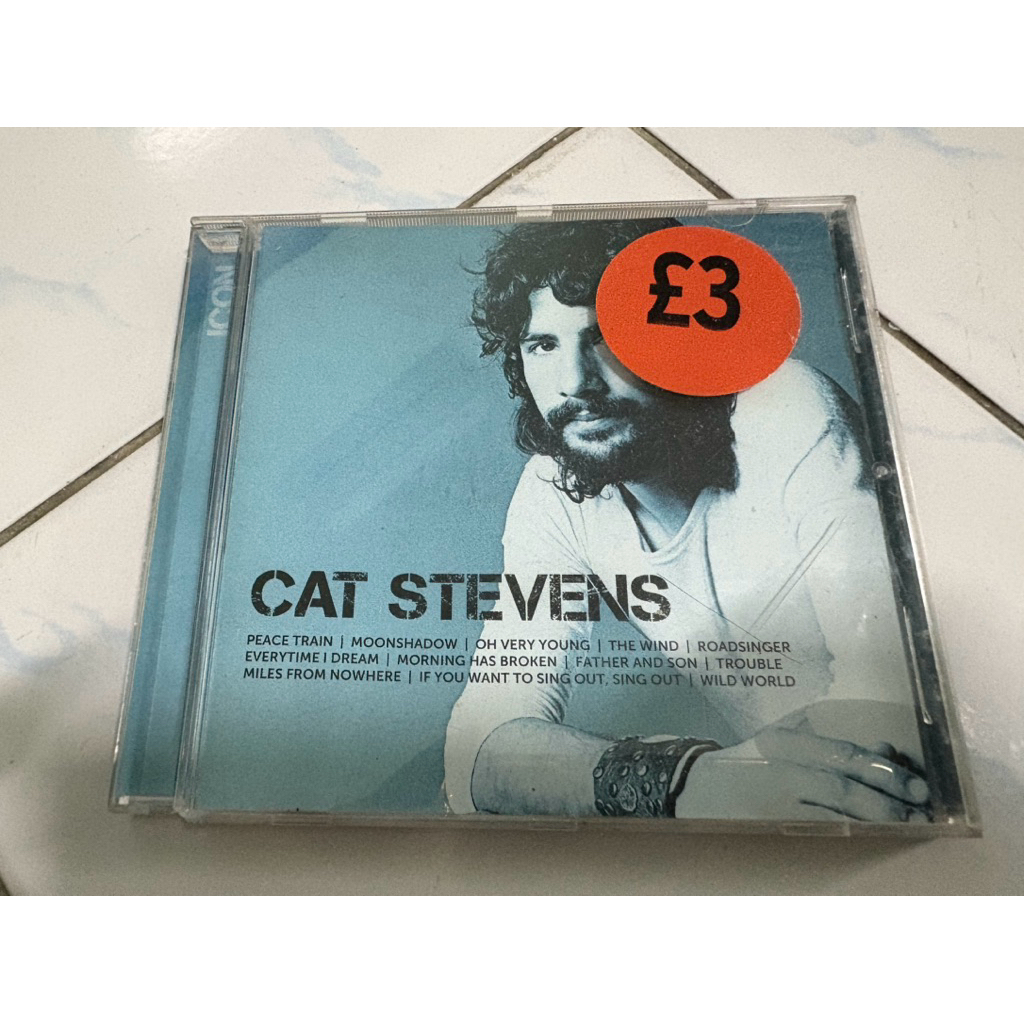 ICON
£3
CAT STEVENS
PEACE TRAIN | MOONSHADOW | OH VERY YOUNG | THE WIND | ROADSINGER
EVERYTIME I DREAM | MORNING HAS BROKEN | FATHER AND SON | TROUBLE
MILES FROM NOWHERE | IF YOU WANT TO SING OUT, SING OUT | WILD WORLD